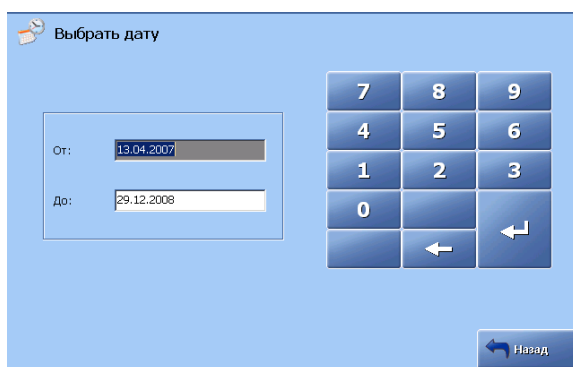 Выбрать дату
7 8 9
4 5 6
От: 13.04.2007
1 2 3
До: 29.12.2008
0
Назад